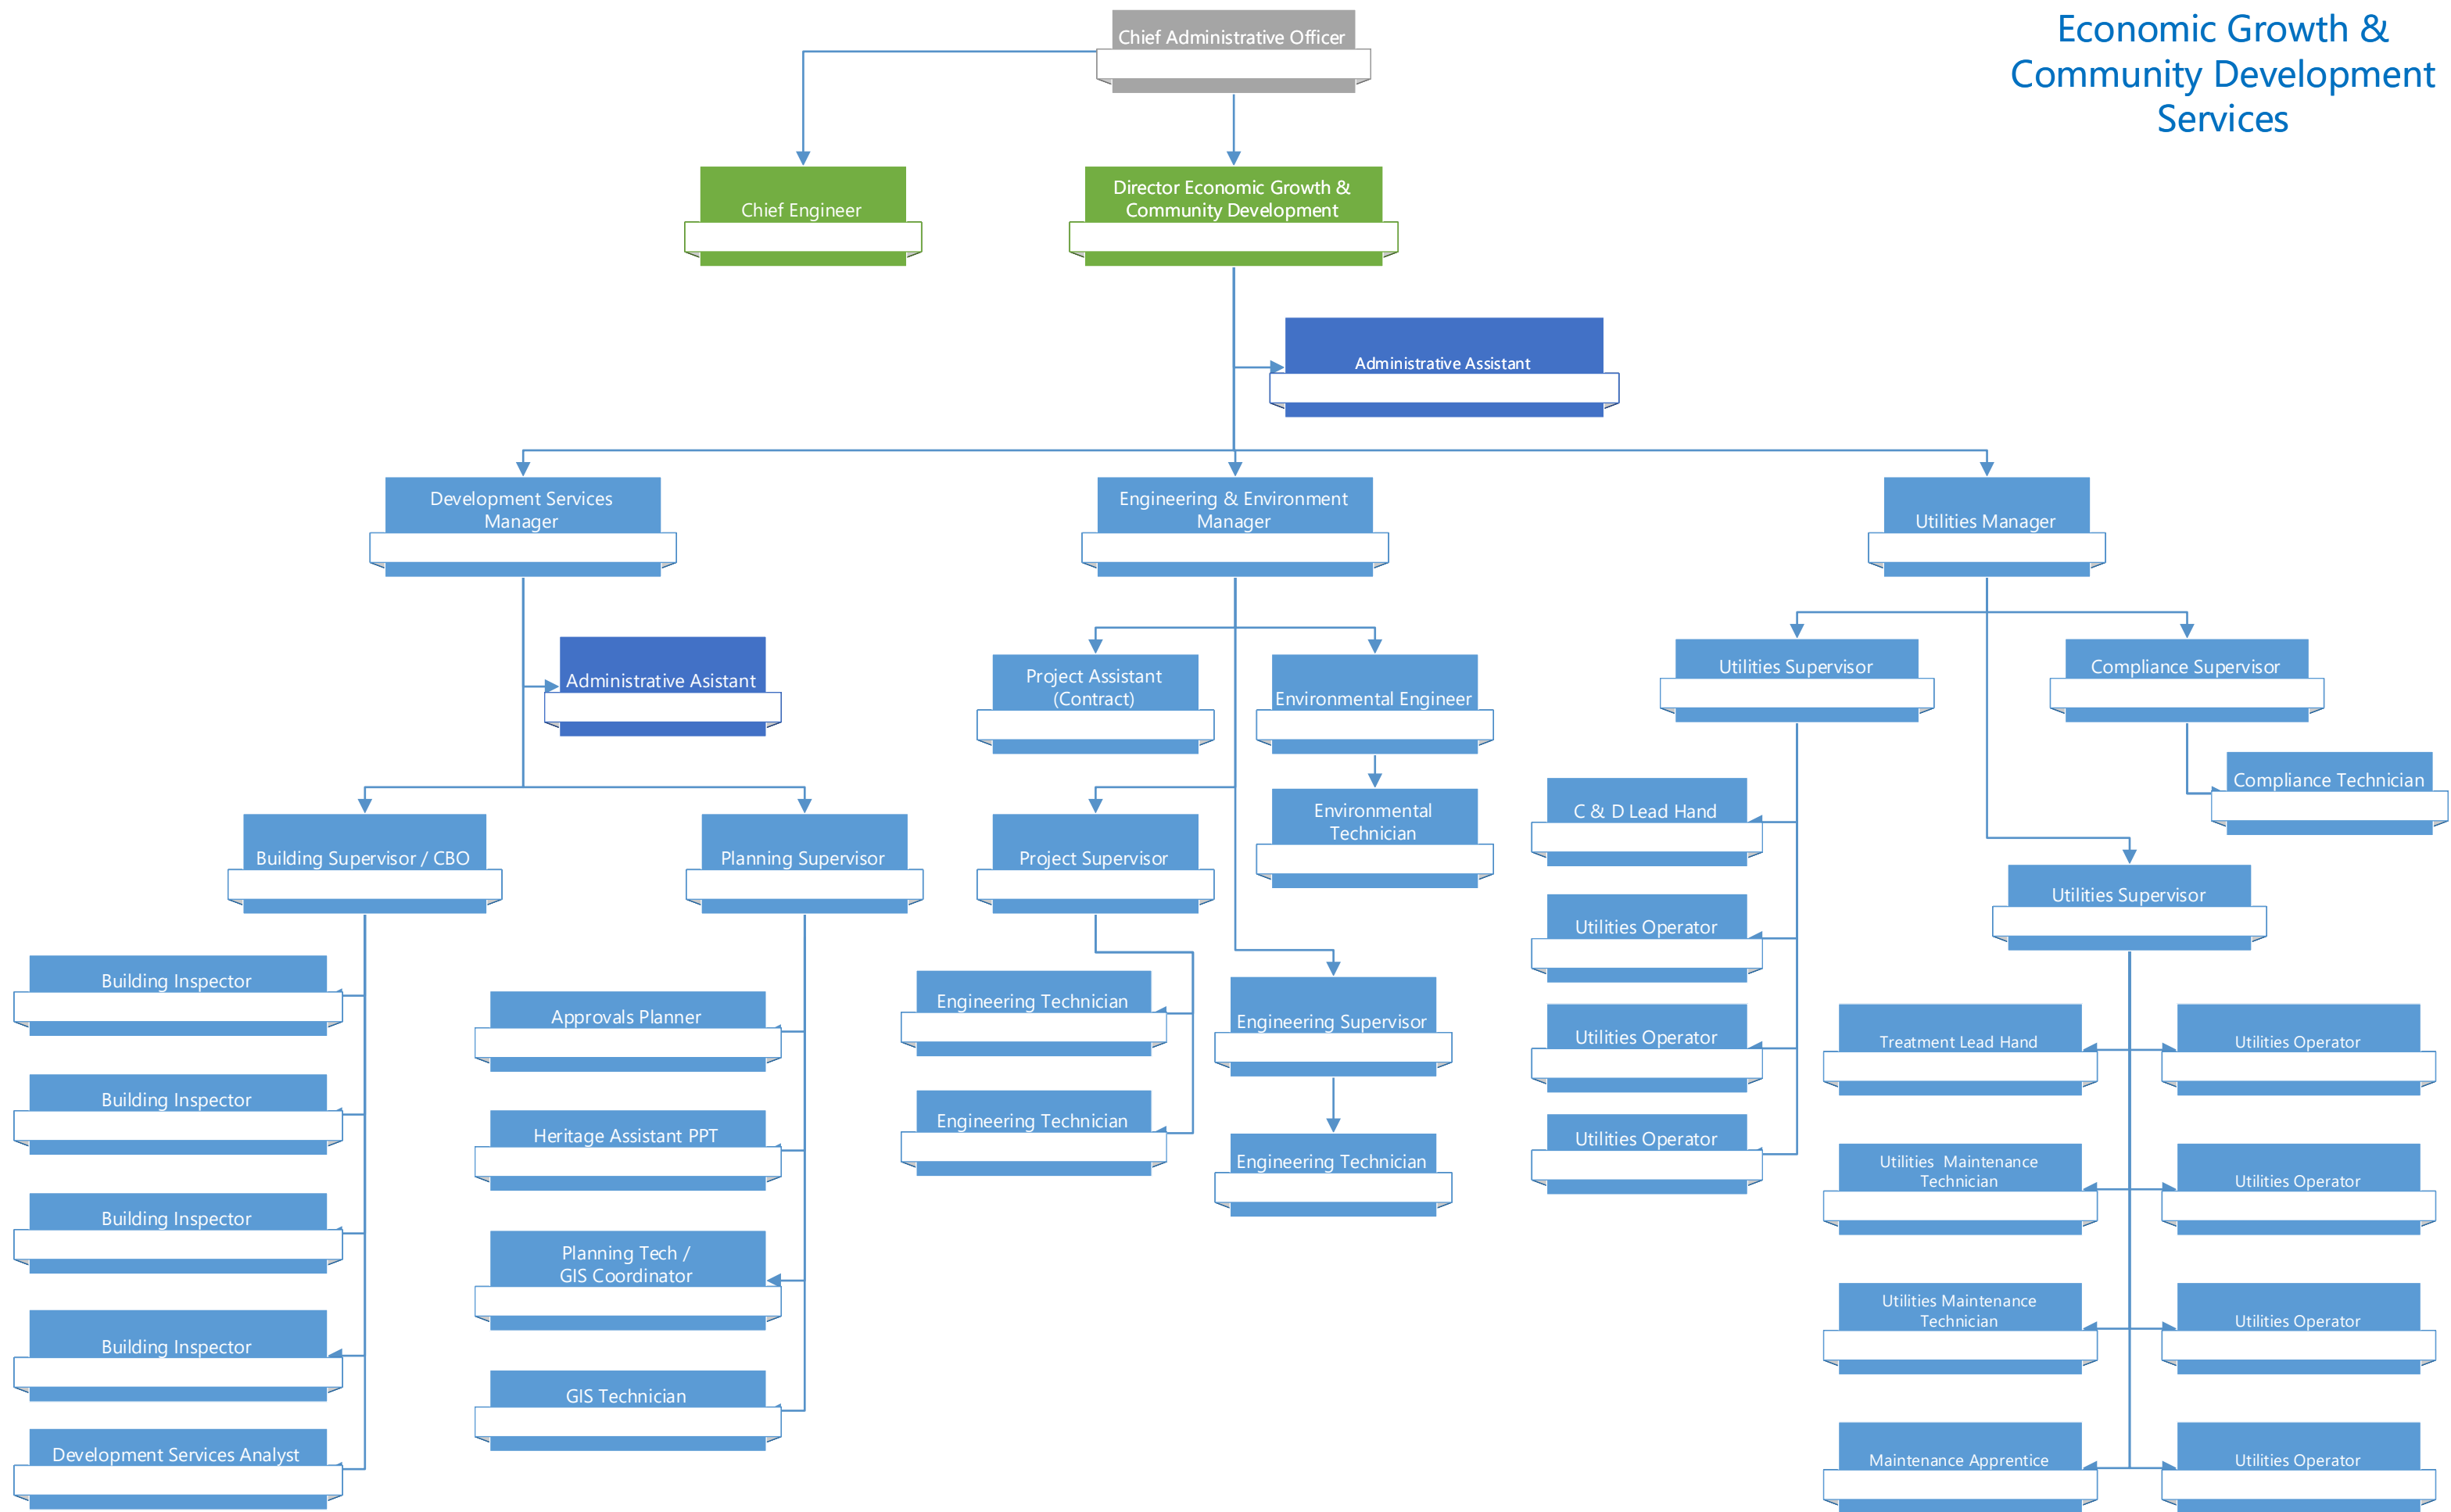 Economic Growth &
Community Development
Services
Chief Administrative Officer
Chief Engineer
Director Economic Growth &
Community Development
Administrative Assistant
Development Services
Manager
Engineering & Environment
Manager
Utilities Manager
Administrative Asistant
Project Assistant
(Contract)
Environmental Engineer
Utilities Supervisor
Compliance Supervisor
Compliance Technician
Environmental
Technician
C & D Lead Hand
Building Supervisor / CBO
Planning Supervisor
Project Supervisor
Utilities Supervisor
Utilities Operator
Building Inspector
Approvals Planner
Engineering Technician
Engineering Supervisor
Utilities Operator
Treatment Lead Hand
Utilities Operator
Building Inspector
Heritage Assistant PPT
Engineering Technician
Engineering Technician
Utilities Operator
Utilities  Maintenance
Technician
Utilities Operator
Building Inspector
Planning Tech /
GIS Coordinator
Utilities Maintenance
Technician
Utilities Operator
Building Inspector
GIS Technician
Development Services Analyst
Maintenance Apprentice
Utilities Operator